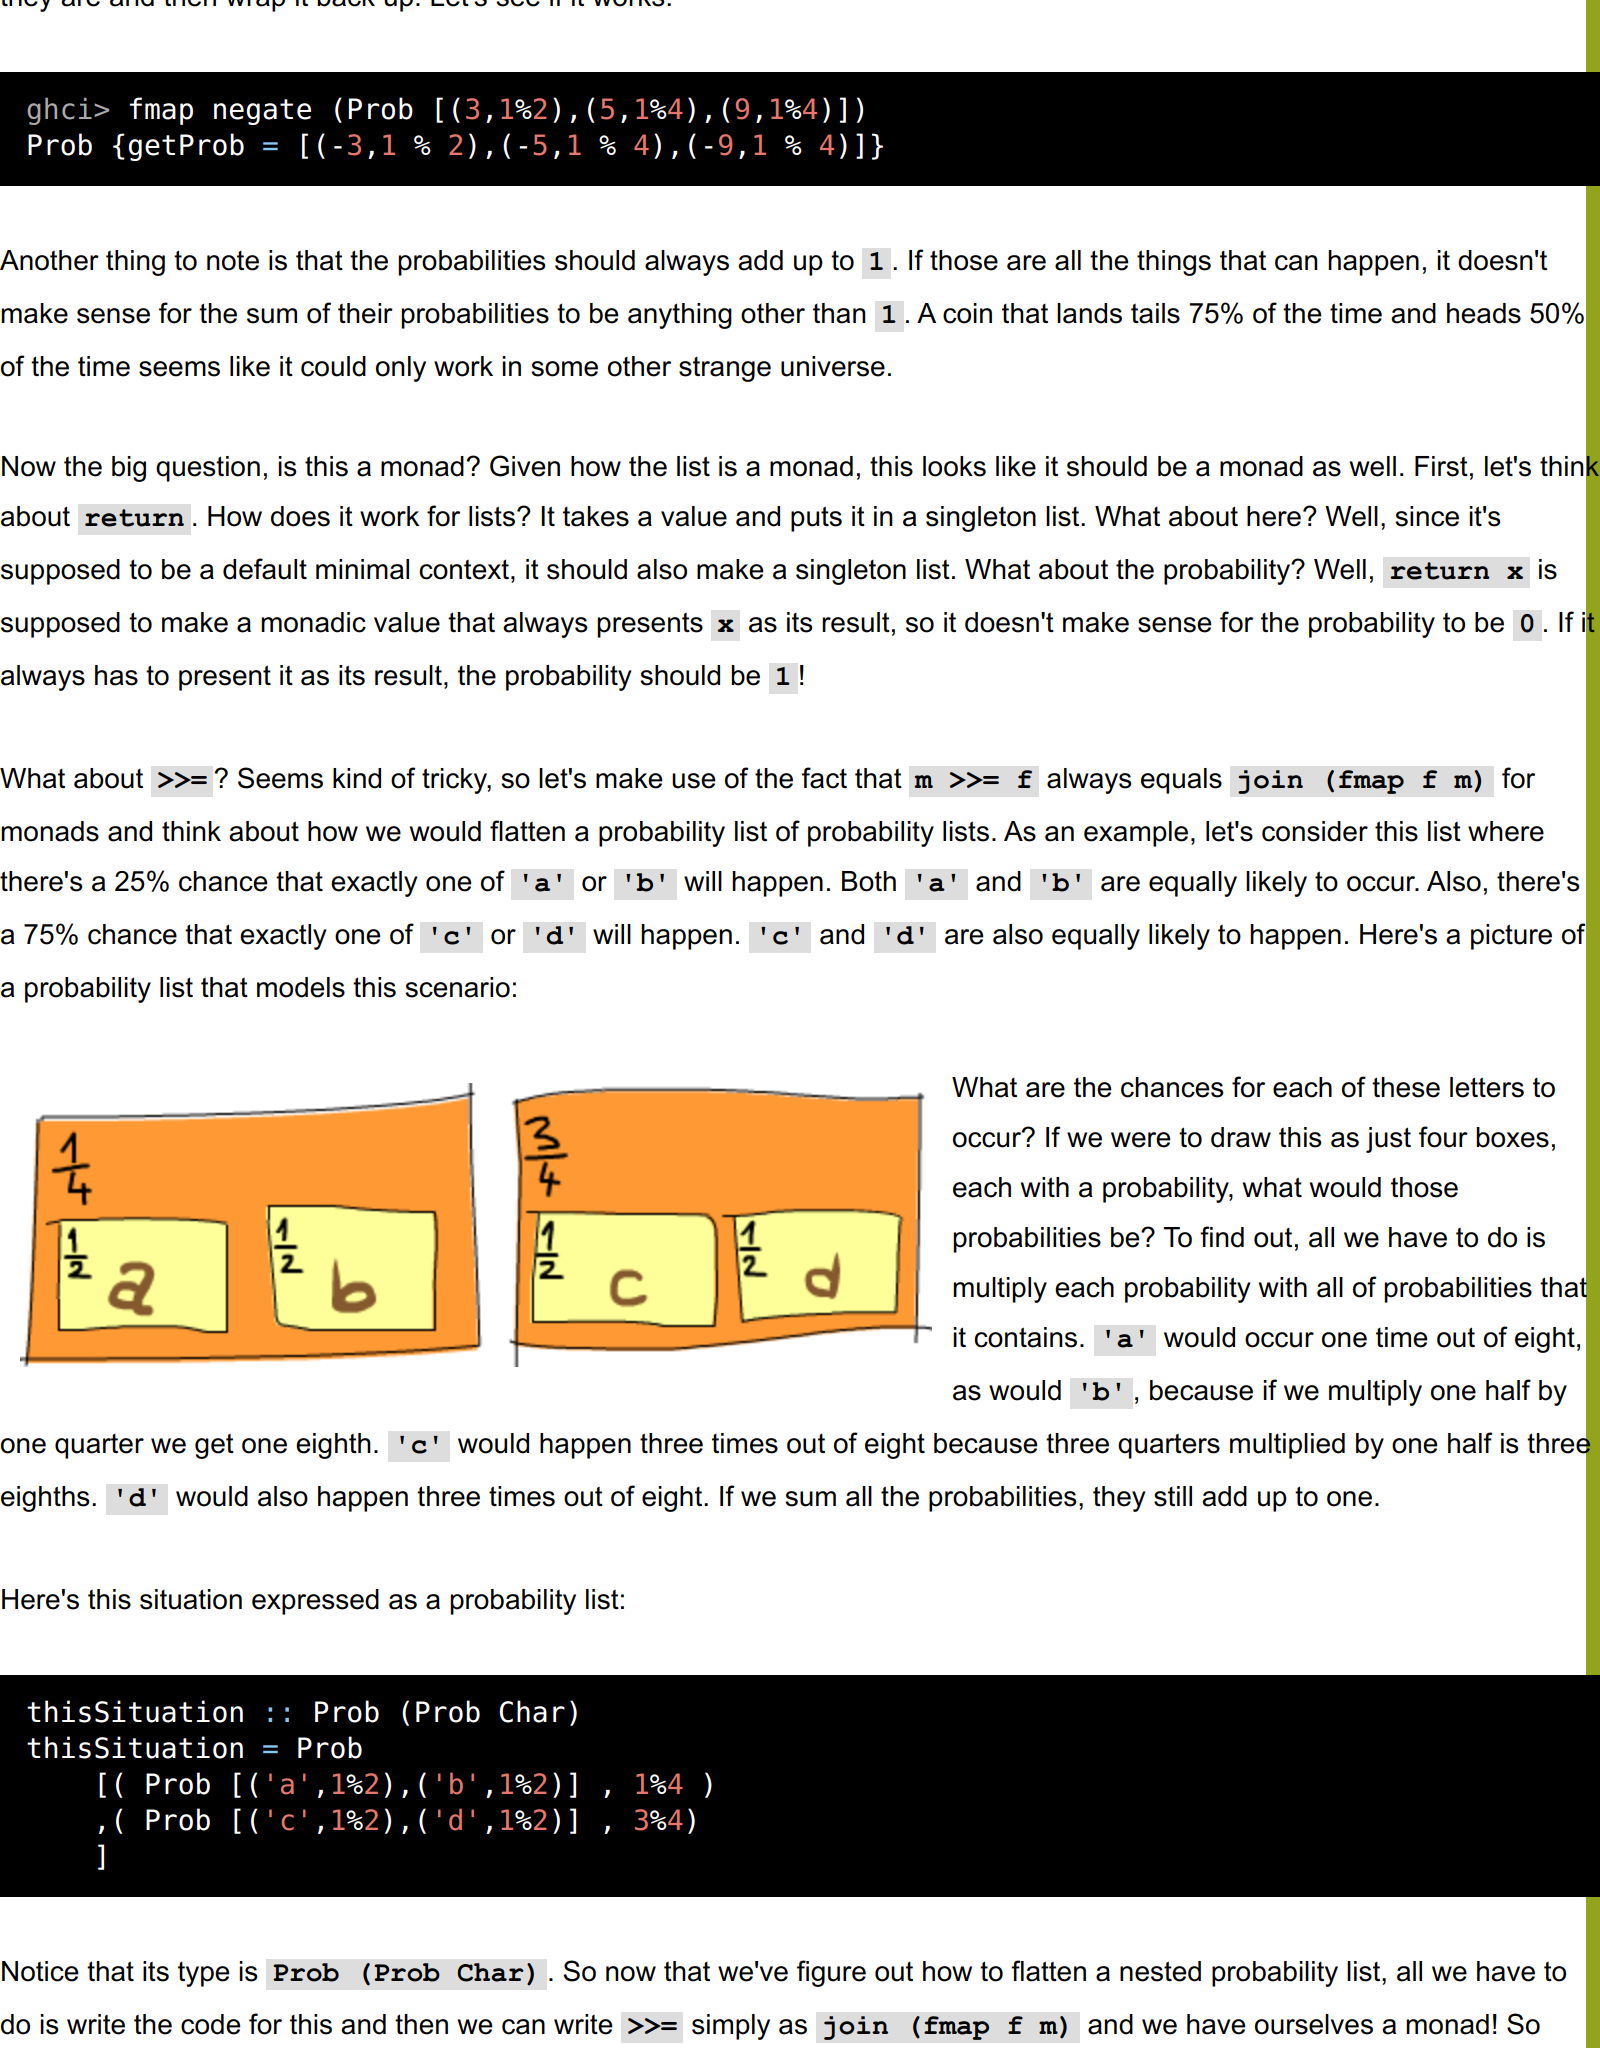 they are and then wrap it back up. Let's see if it works.
ghci> fmap negate (Prob [(3,1%2),(5,1%4),(9,1%4)])
Prob {getProb = [(-3,1 % 2),(-5,1 % 4),(-9,1 % 4)]}
Another thing to note is that the probabilities should always add up to 1. If those are all the things that can happen, it doesn't
make sense for the sum of their probabilities to be anything other than 1. A coin that lands tails 75% of the time and heads 50%
of the time seems like it could only work in some other strange universe.
Now the big question, is this a monad? Given how the list is a monad, this looks like it should be a monad as well. First, let's think
about return. How does it work for lists? It takes a value and puts it in a singleton list. What about here? Well, since it's
supposed to be a default minimal context, it should also make a singleton list. What about the probability? Well, return x is
supposed to make a monadic value that always presents x as its result, so it doesn't make sense for the probability to be 0. If it
always has to present it as its result, the probability should be 1!
What about >>=? Seems kind of tricky, so let's make use of the fact that m >>= f always equals join (fmap f m) for
monads and think about how we would flatten a probability list of probability lists. As an example, let's consider this list where
there's a 25% chance that exactly one of 'a' or 'b' will happen. Both 'a' and 'b' are equally likely to occur. Also, there's
a 75% chance that exactly one of 'c' or 'd' will happen. 'c' and 'd' are also equally likely to happen. Here's a picture of
a probability list that models this scenario:
1/4
1/2 a
1/2 b
3/4
1/2 c
1/2 d
What are the chances for each of these letters to
occur? If we were to draw this as just four boxes,
each with a probability, what would those
probabilities be? To find out, all we have to do is
multiply each probability with all of probabilities that
it contains. 'a' would occur one time out of eight,
as would 'b', because if we multiply one half by
one quarter we get one eighth. 'c' would happen three times out of eight because three quarters multiplied by one half is three
eighths. 'd' would also happen three times out of eight. If we sum all the probabilities, they still add up to one.
Here's this situation expressed as a probability list:
thisSituation :: Prob (Prob Char)
thisSituation = Prob
[( Prob [('a',1%2),('b',1%2)] , 1%4 )
,( Prob [('c',1%2),('d',1%2)] , 3%4)
]
Notice that its type is Prob (Prob Char). So now that we've figure out how to flatten a nested probability list, all we have to
do is write the code for this and then we can write >>= simply as join (fmap f m) and we have ourselves a monad! So